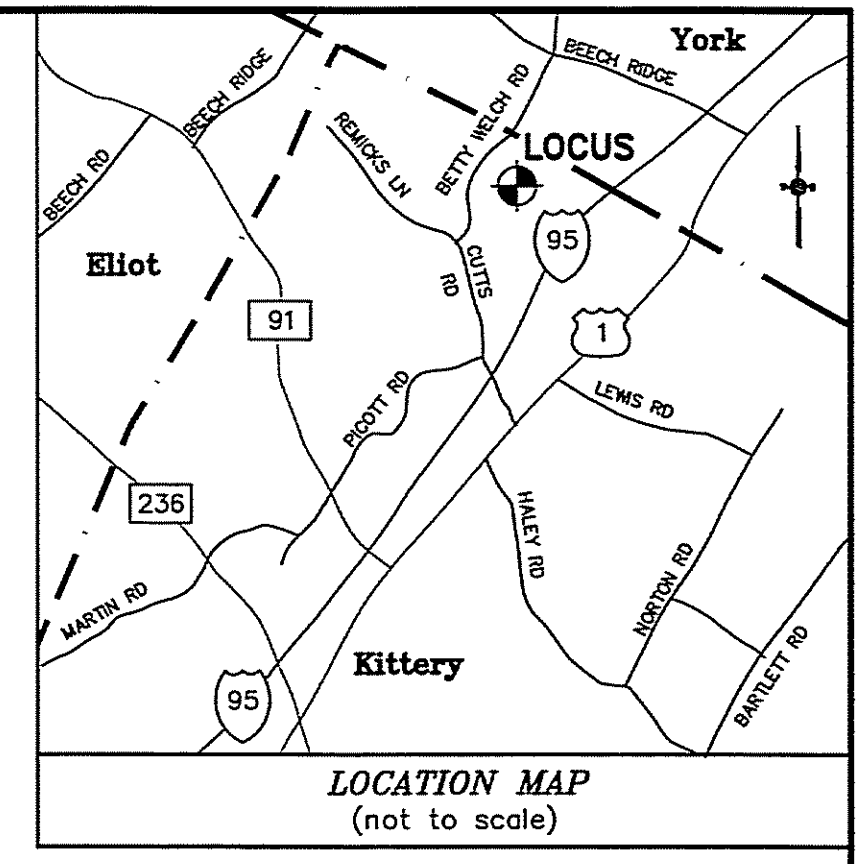 York
BEECH RIDGE
BEECH RIDGE
BETTY WELCH RD
REMICKS LN
LOCUS
BEECH RD
95
Eliot
CUTTS
RD
91
1
PICOTT RD
LEWIS RD
236
HALEY RD
NORTON RD
MARTIN RD
Kittery
BARTLETT RD
95
LOCATION MAP
(not to scale)